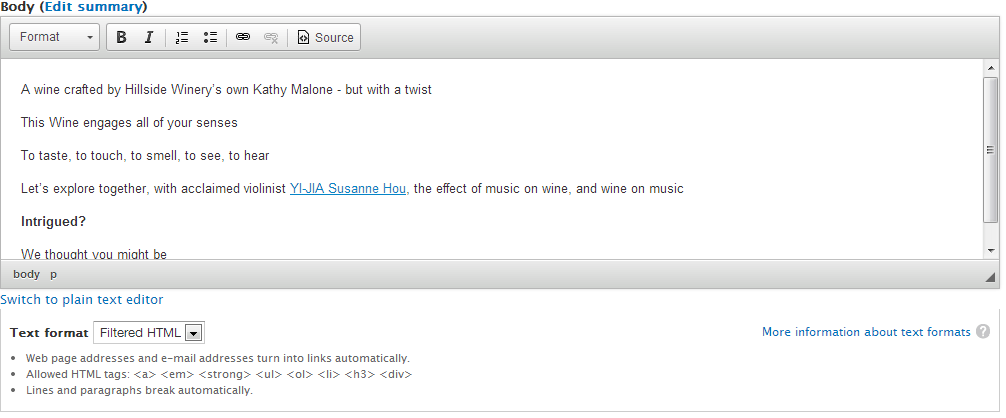 Body (Edit summary)
Format B I Source
A wine crafted by Hillside Winery's own Kathy Malone - but with a twist
This Wine engages all of your senses
To taste, to touch, to smell, to see, to hear
Let's explore together, with acclaimed violinist YI-JIA Susanne Hou, the effect of music on wine, and wine on music
Intrigued?
We thought you might be
body p
Switch to plain text editor
Text format Filtered HTML More information about text formats ?
• Web page addresses and e-mail addresses turn into links automatically.
• Allowed HTML tags: <a> <em> <strong> <ul> <ol> <li> <h3> <div>
• Lines and paragraphs break automatically.